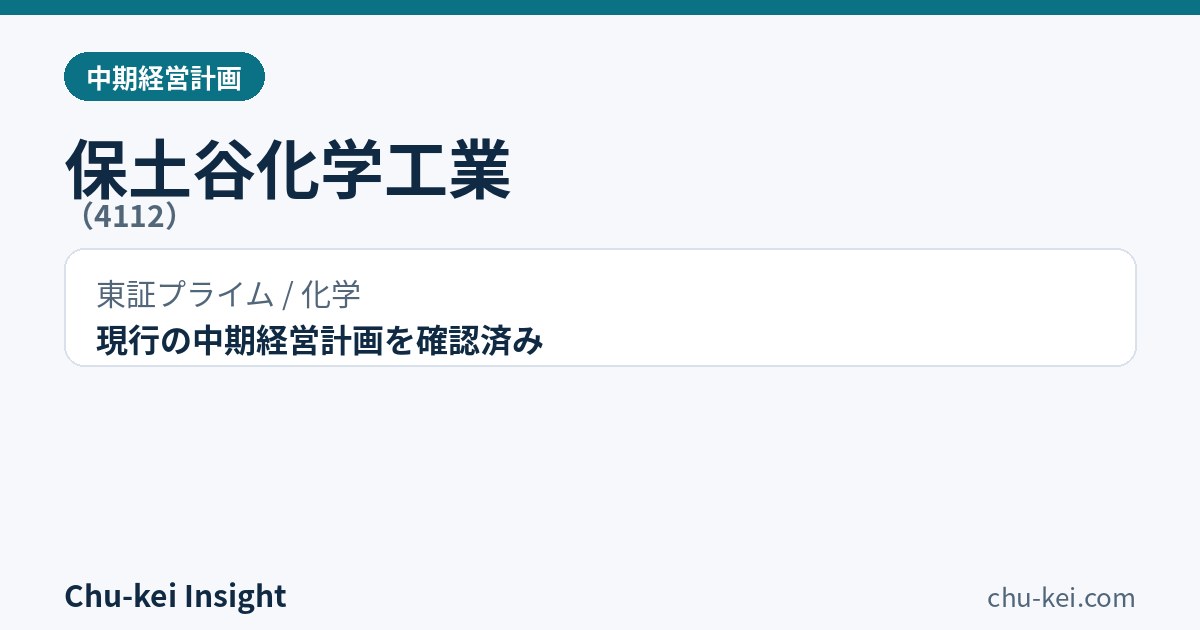 中期経営計画
保土谷化学工業
（4112）
東証プライム / 化学
現行の中期経営計画を確認済み
Chu-kei Insight
chu-kei.com